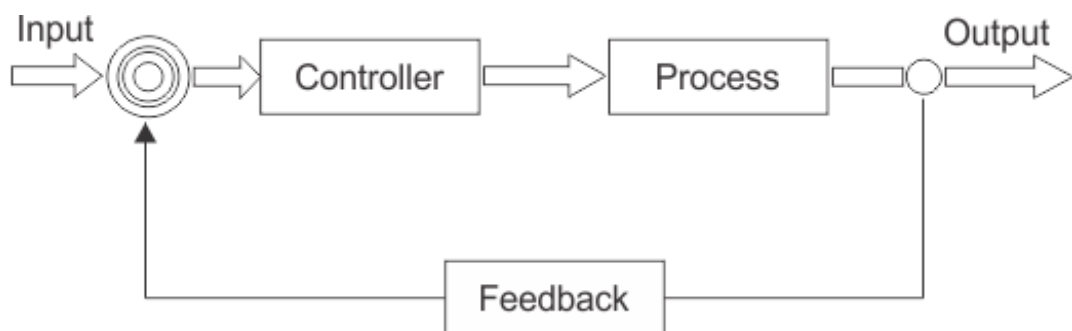 Input
Output
Controller
Process
Feedback